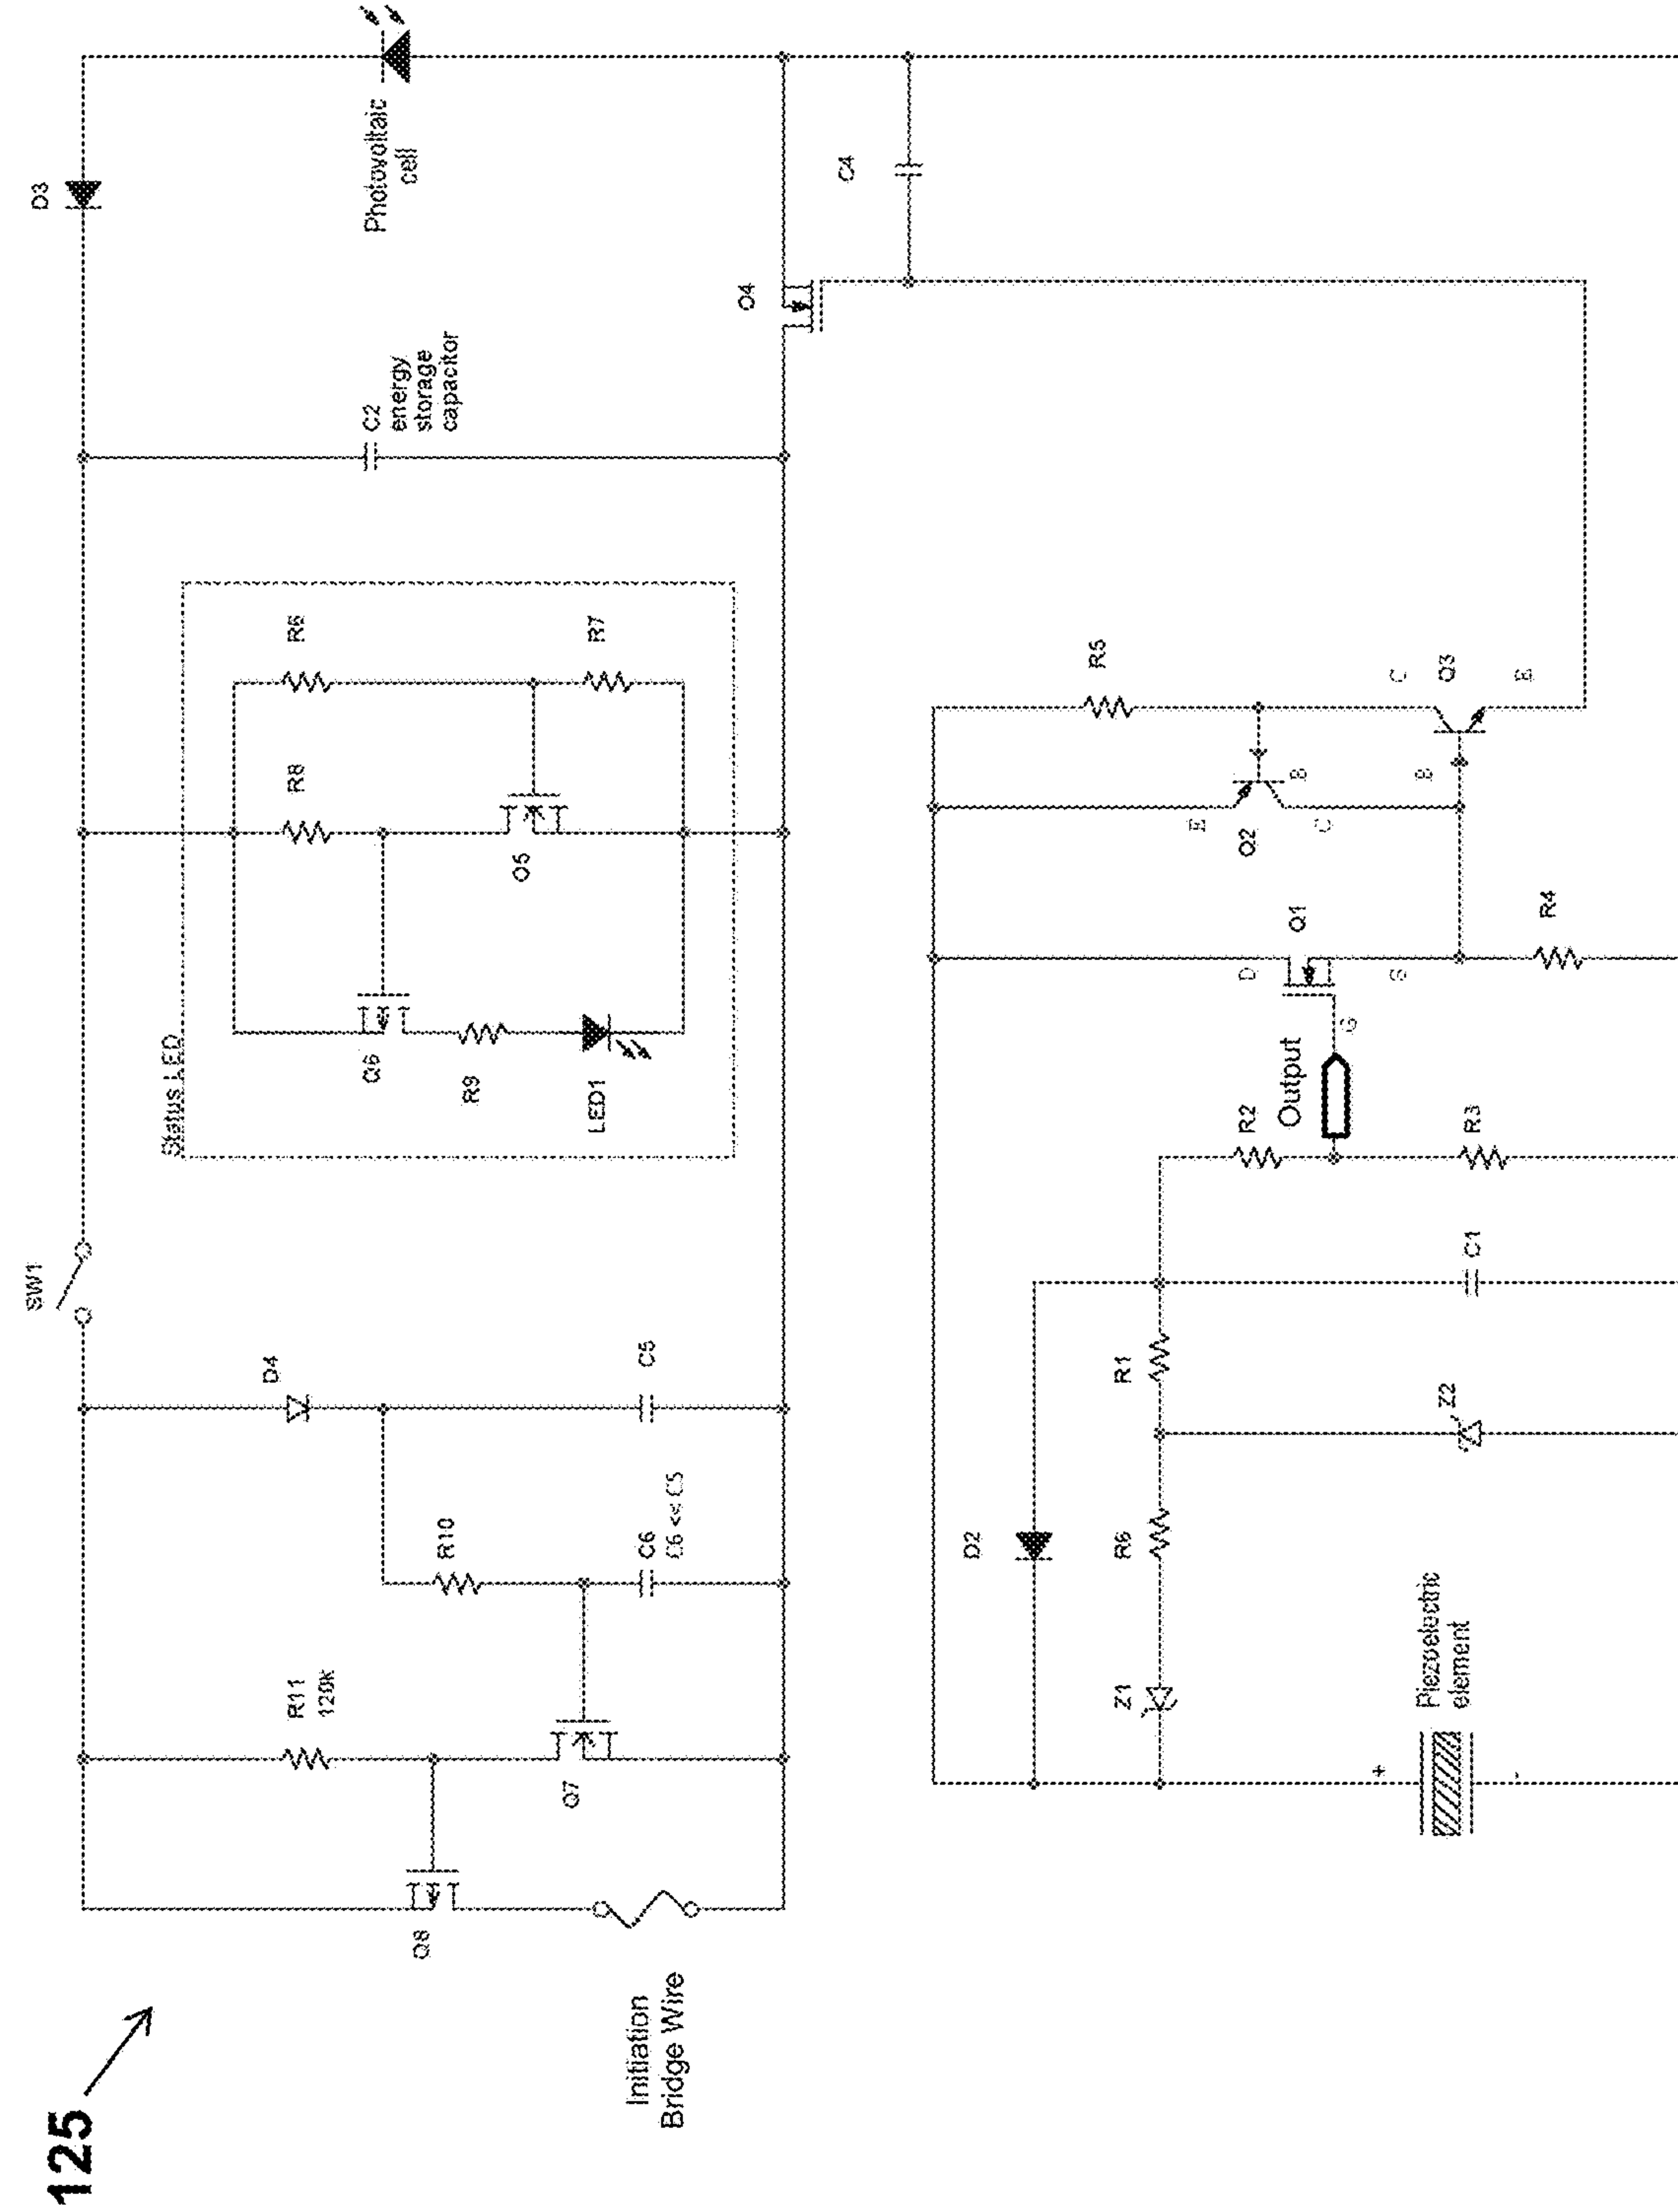 125
Initiation
Bridge Wire
Q8
R11
120k
Q7
R10
C6
C6 << C5
D4
C5
SW1
Status LED
Q6
R9
LED1
R8
Q5
R6
R7
C2
energy
storage
capacitor
D3
Photovoltaic
cell
Q4
C4
Piezoelectric
element
+
-
Z1
D2
R6
R1
Z2
C1
R2
Output
R3
G
D
Q1
S
R4
E
Q2
C
B
R5
C
B
Q3
E